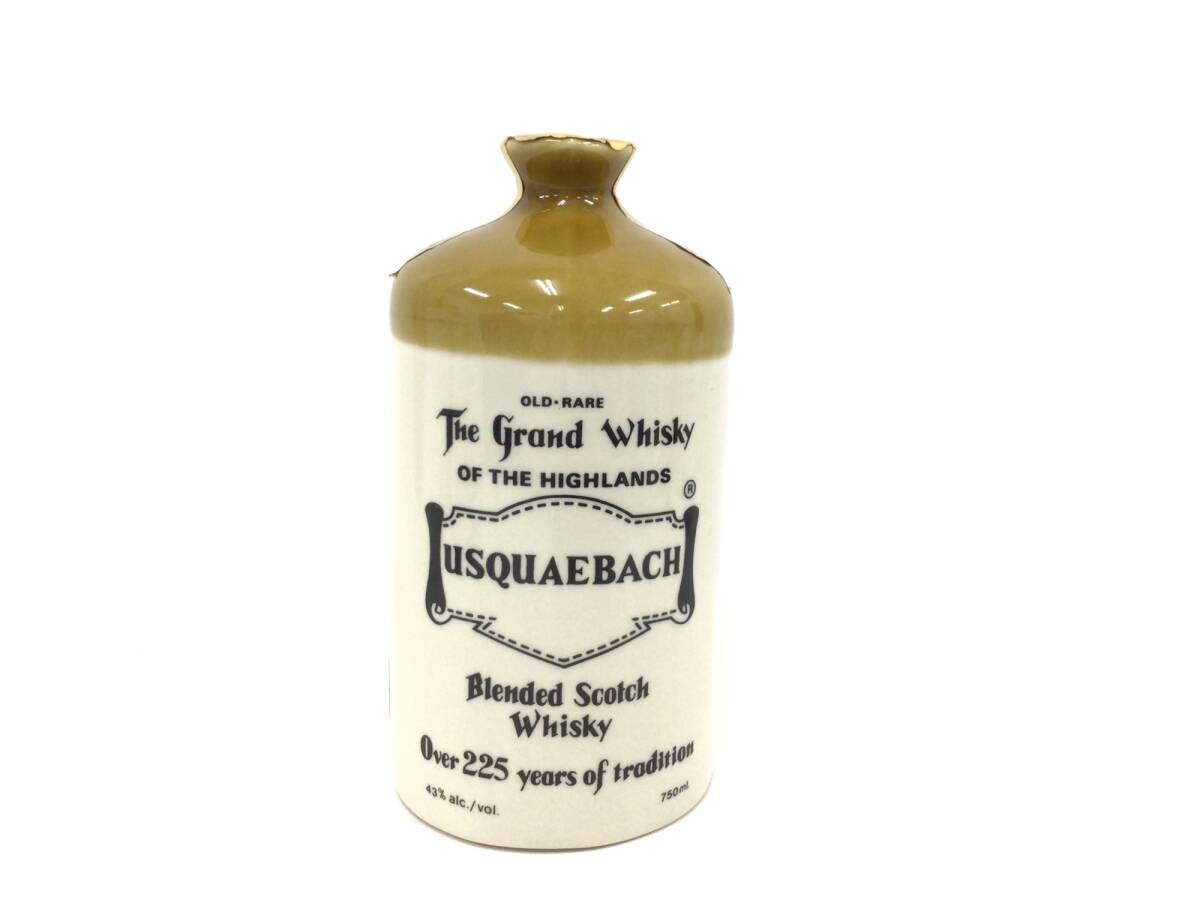 OLD·RARE
The Grand Whisky
OF THE HIGHLANDS
®
USQUAEBACH
Blended Scotch
Whisky
Over 225 years of tradition
43% alc./vol.
750ml.